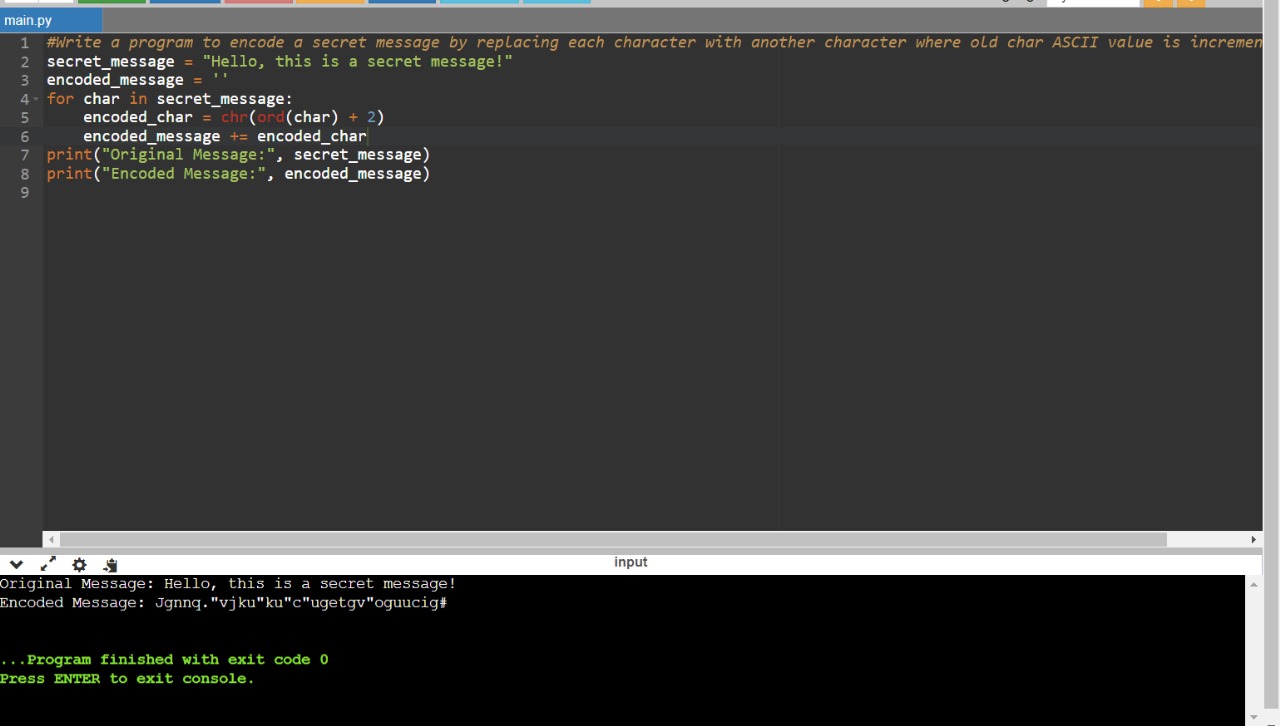 main.py
1 #Write a program to encode a secret message by replacing each character with another character where old char ASCII value is incremen
2 secret_message = "Hello, this is a secret message!"
3 encoded_message = ''
4 for char in secret_message:
5     encoded_char = chr(ord(char) + 2)
6     encoded_message += encoded_char
7 print("Original Message:", secret_message)
8 print("Encoded Message:", encoded_message)
9
input
Original Message: Hello, this is a secret message!
Encoded Message: Jgnnq."vjku"ku"c"ugetgv"oguucig#
...Program finished with exit code 0
Press ENTER to exit console.